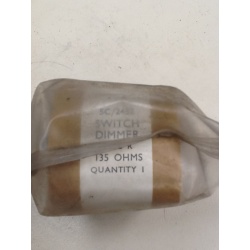 SWITCH
DIMMER
135 OHMS
QUANTITY 1